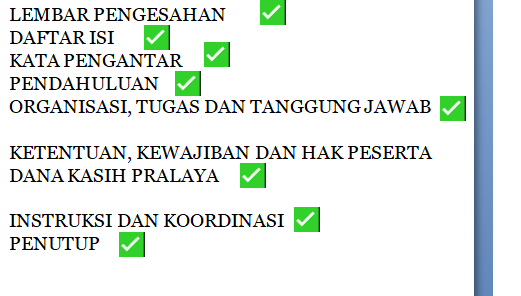 LEMBAR PENGESAHAN
DAFTAR ISI
KATA PENGANTAR
PENDAHULUAN
ORGANISASI, TUGAS DAN TANGGUNG JAWAB
KETENTUAN, KEWAJIBAN DAN HAK PESERTA
DANA KASIH PRALAYA
INSTRUKSI DAN KOORDINASI
PENUTUP